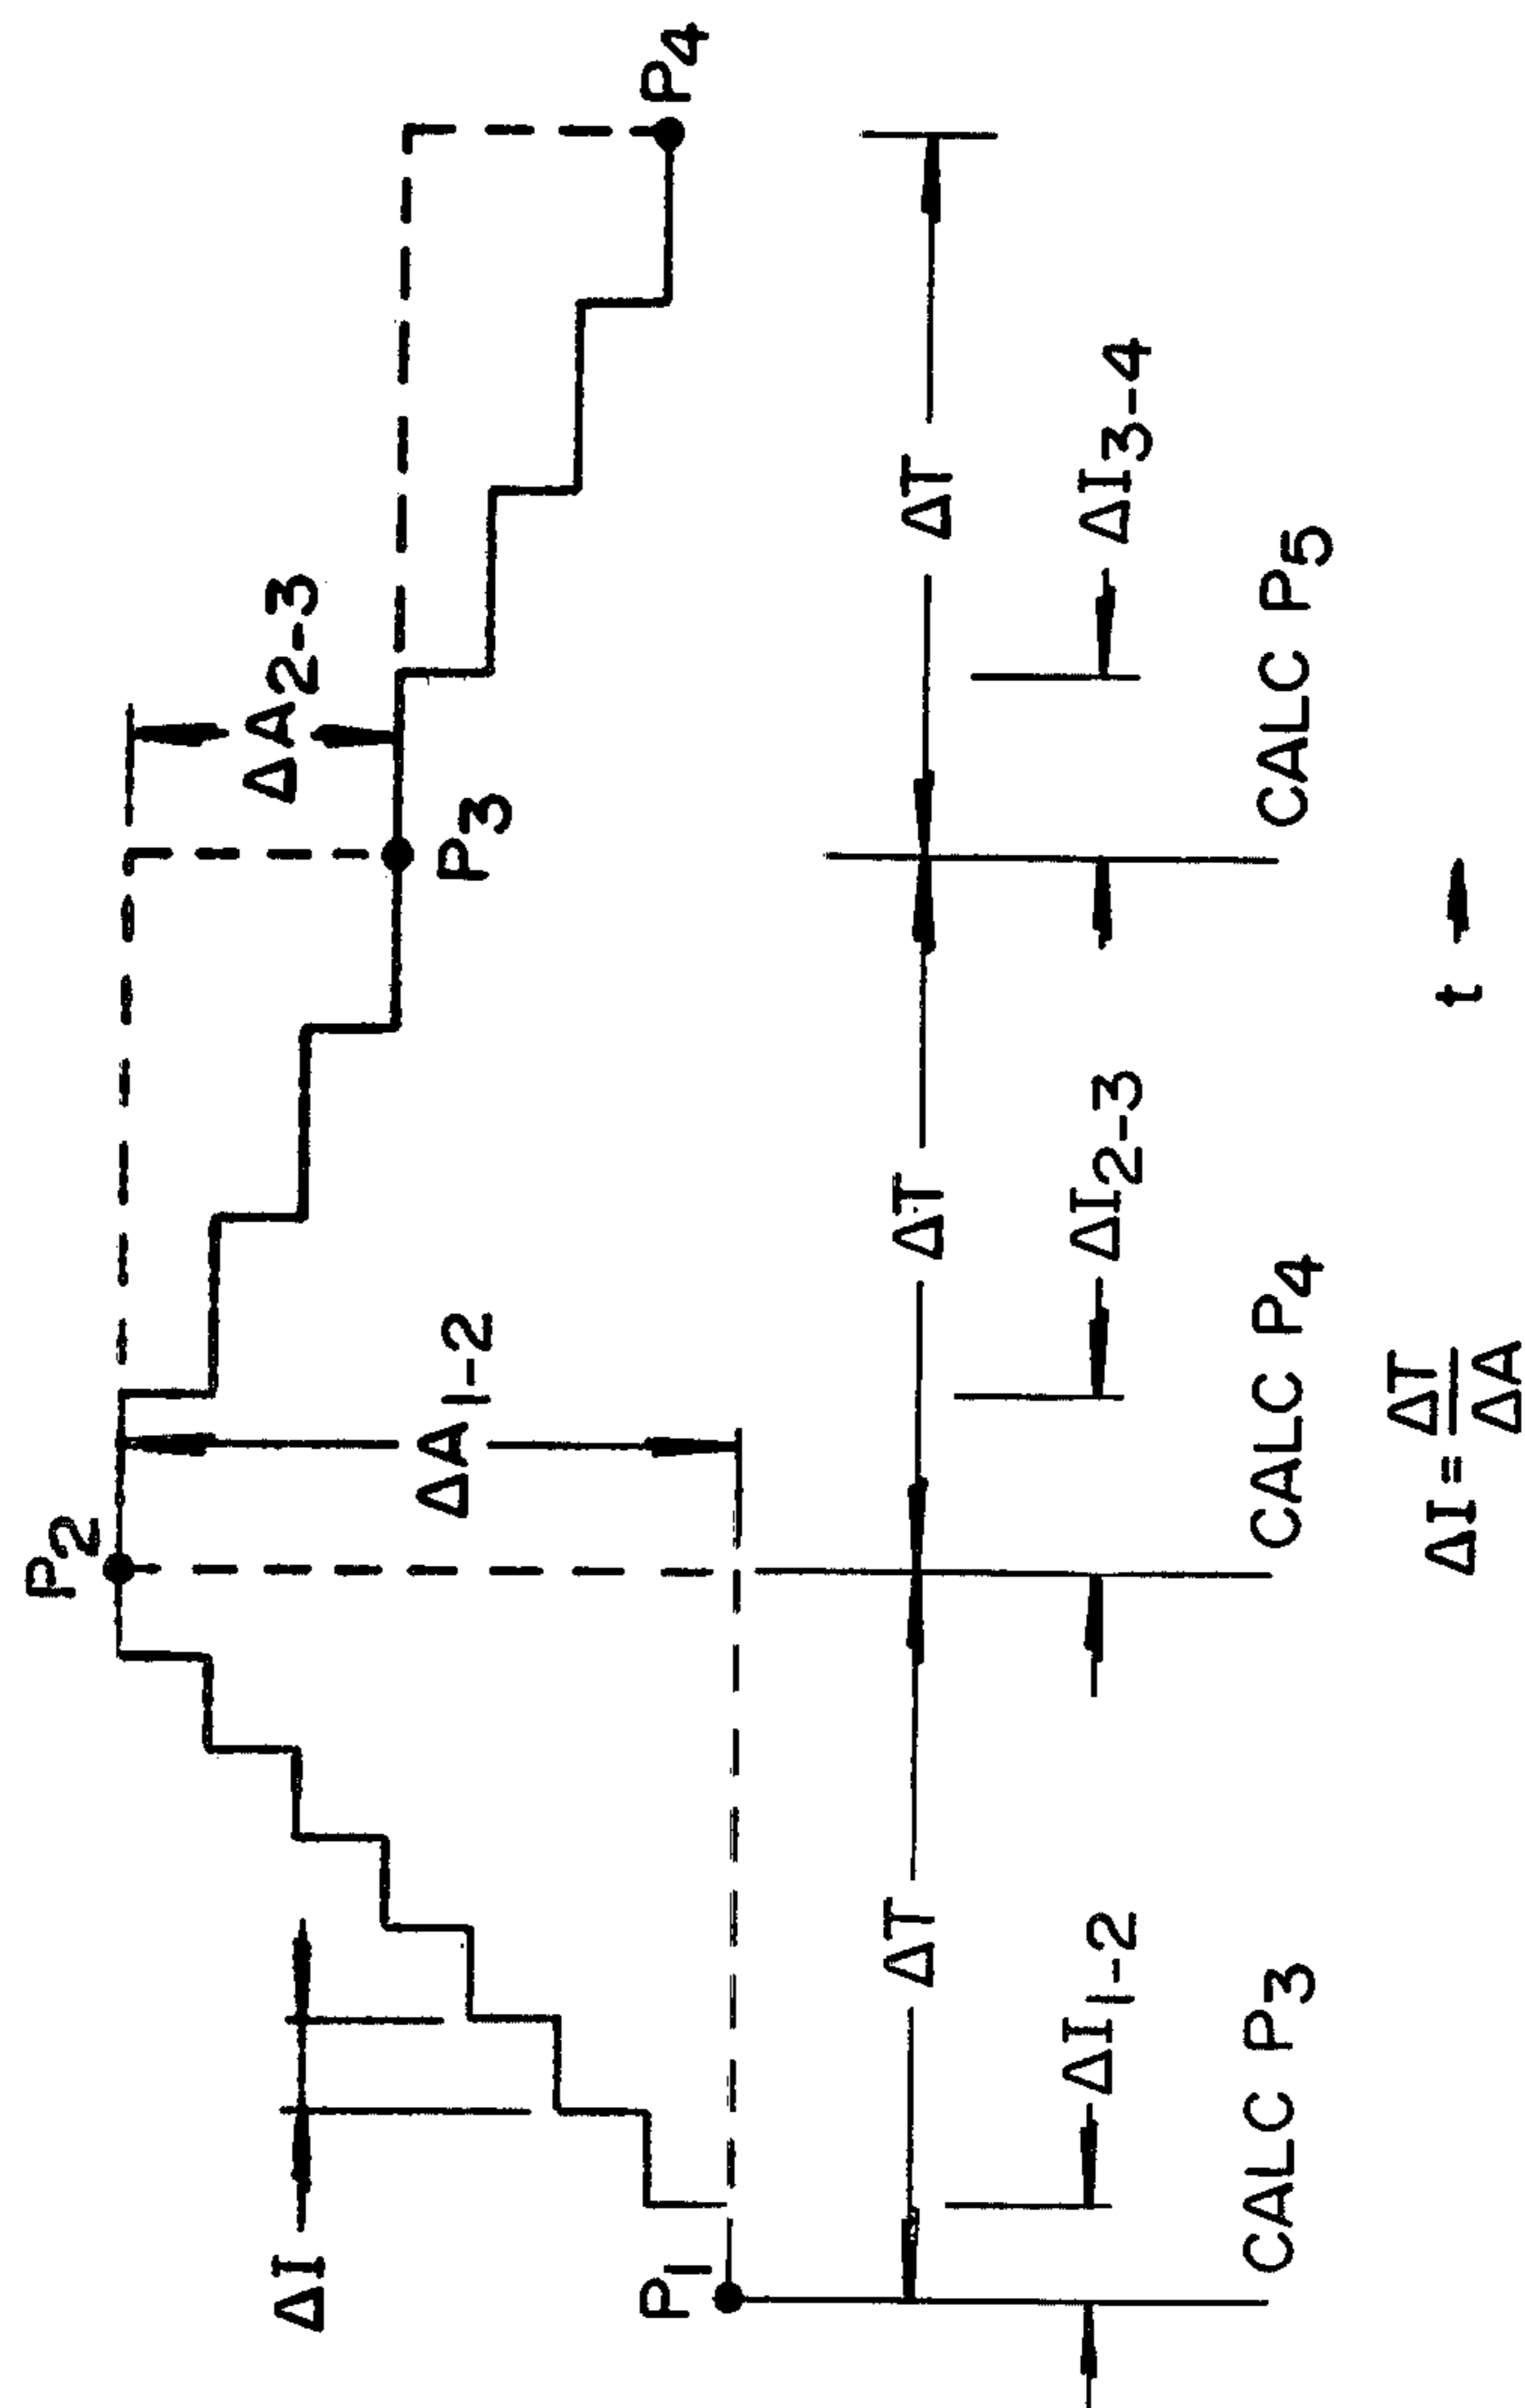 P2
P4
ΔA2-3
ΔI
ΔA1-2
P3
P1
ΔT
ΔT
ΔT
ΔI1-2
ΔI2-3
ΔI3-4
CALC P3
CALC P4
CALC P5
ΔI = ΔT
ΔA
t